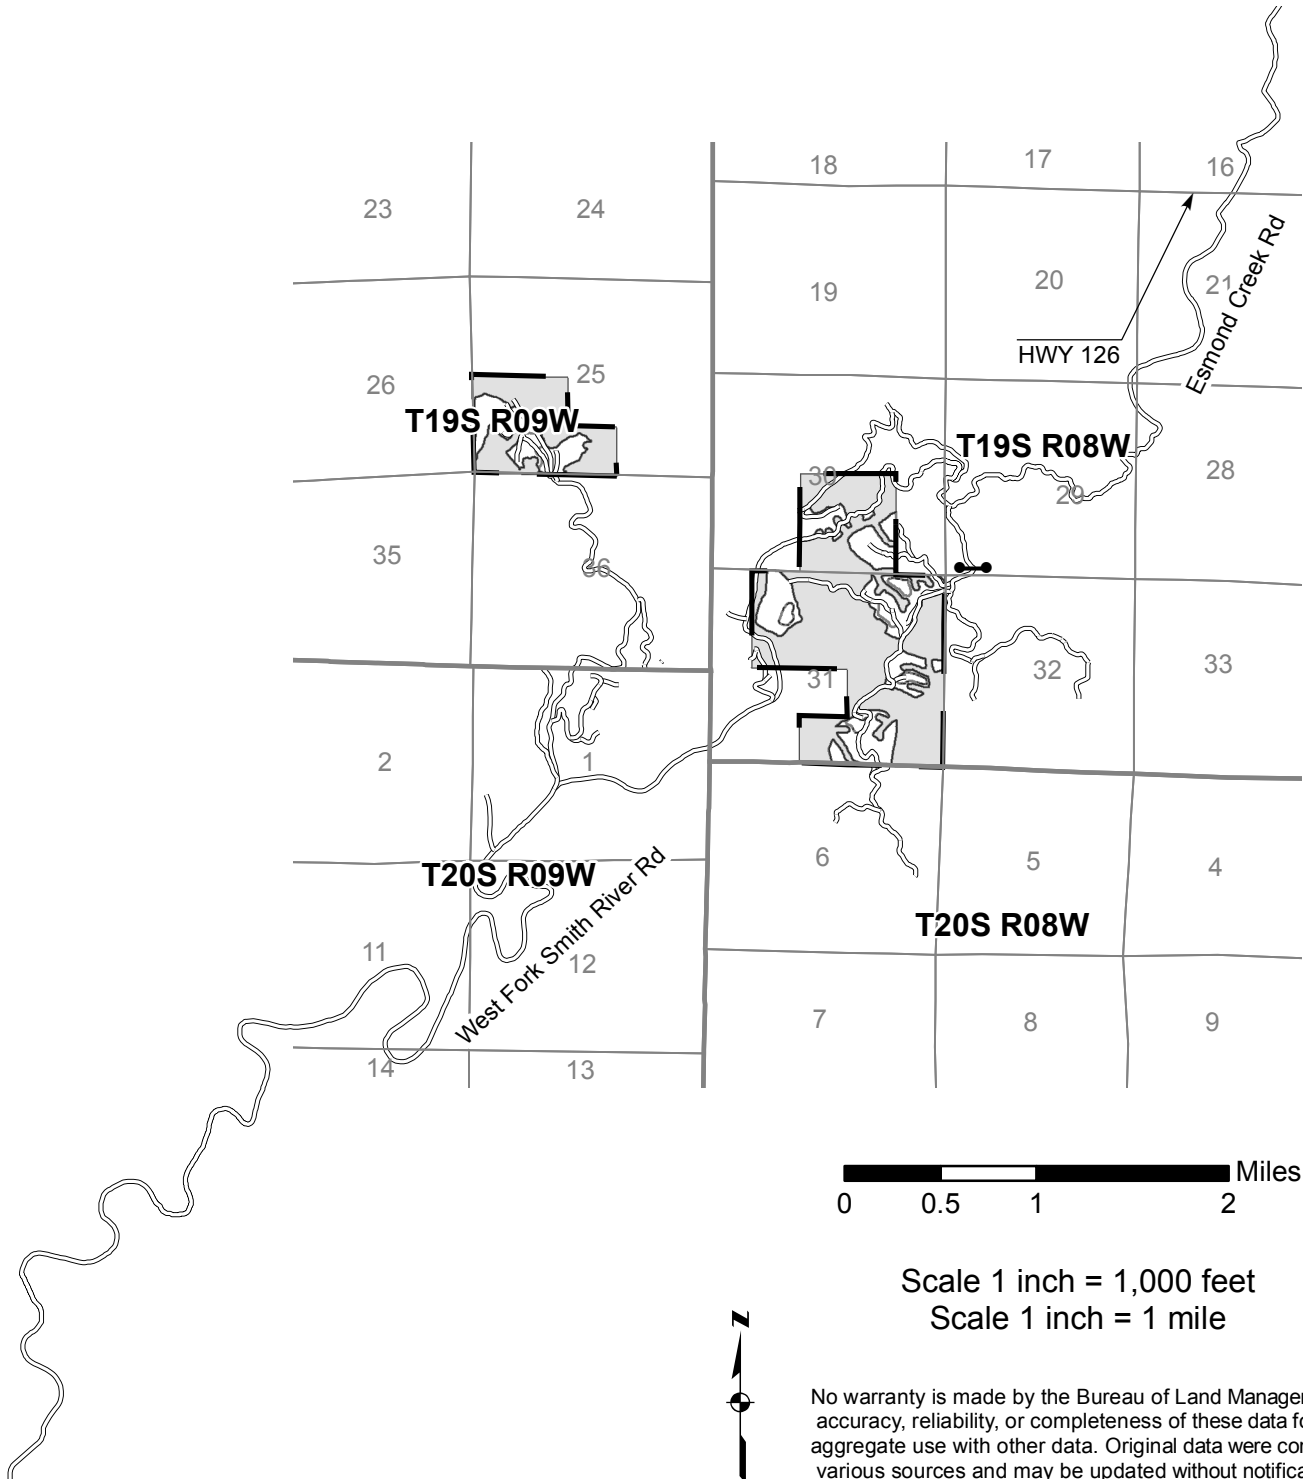 18
17
16
23
24
19
20
21
Esmond Creek Rd
HWY 126
26
25
T19S R09W
T19S R08W
30
29
28
35
36
31
32
33
2
1
6
5
4
T20S R09W
West Fork Smith River Rd
T20S R08W
11
12
7
8
9
14
13
Miles
0 0.5 1 2
Scale 1 inch = 1,000 feet
Scale 1 inch = 1 mile
N
No warranty is made by the Bureau of Land Manager
accuracy, reliability, or completeness of these data fo
aggregate use with other data. Original data were con
various sources and may be updated without notifica